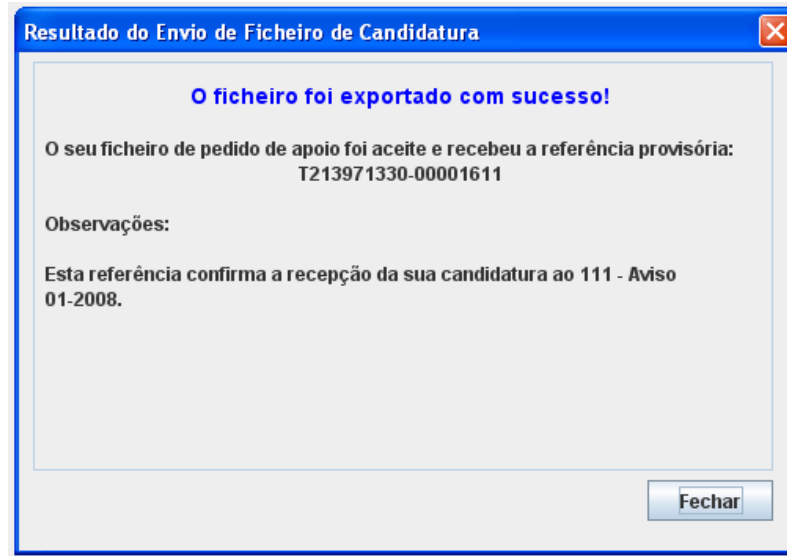 Resultado do Envio de Ficheiro de Candidatura
O ficheiro foi exportado com sucesso!
O seu ficheiro de pedido de apoio foi aceite e recebeu a referência provisória:
T213971330-00001611
Observações:
Esta referência confirma a recepção da sua candidatura ao 111 - Aviso
01-2008.
Fechar